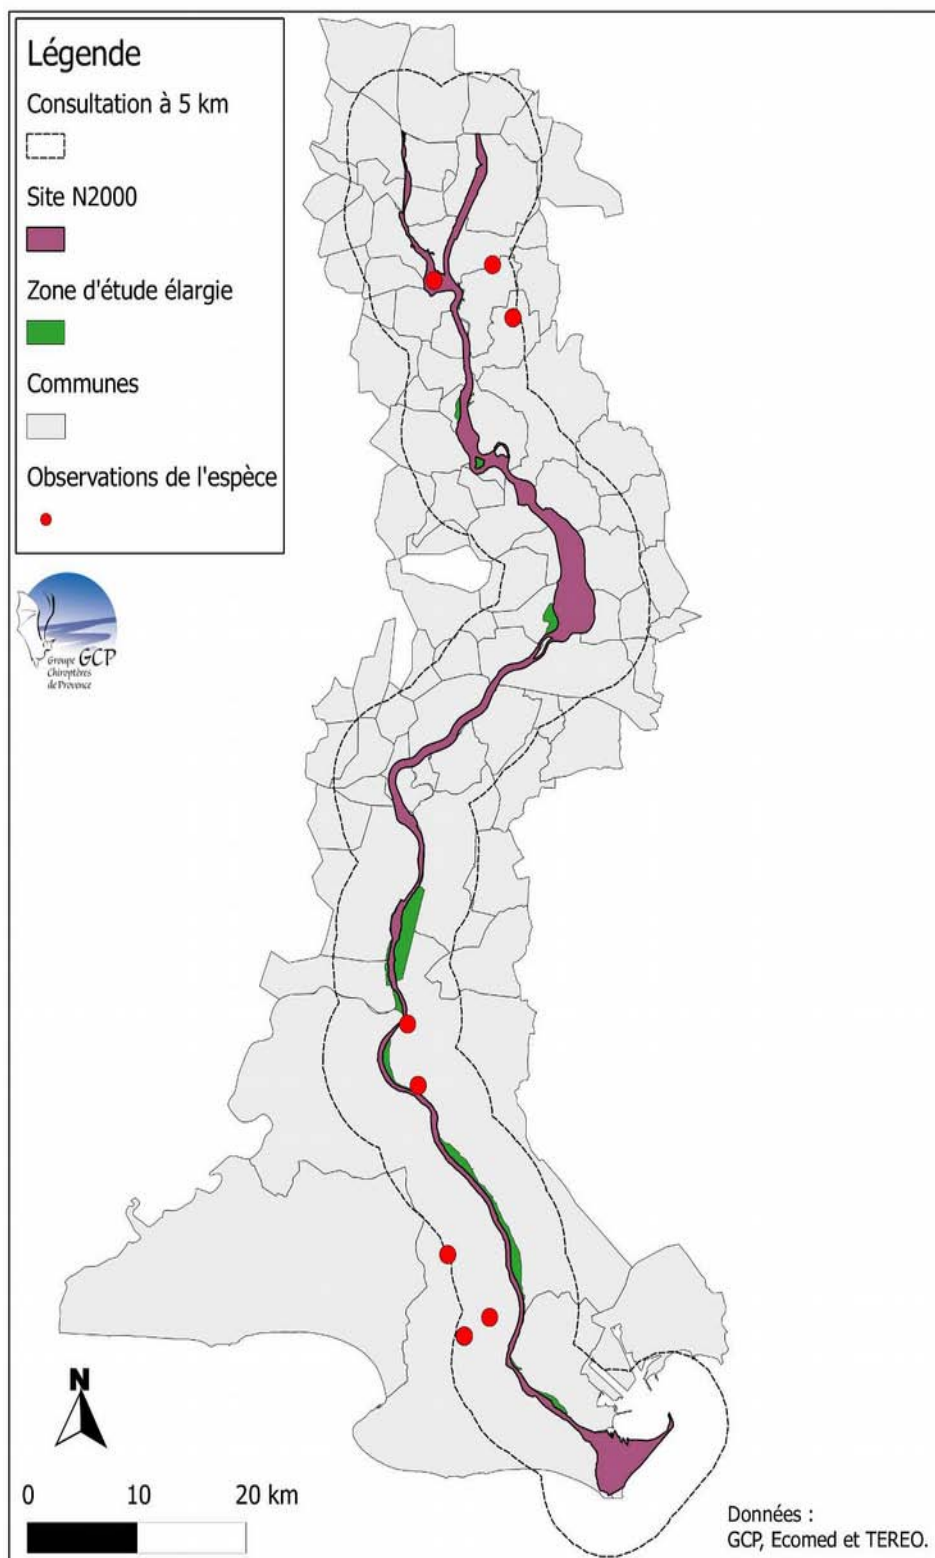 Légende
Consultation à 5 km
Site N2000
Zone d'étude élargie
Communes
Observations de l'espèce
Groupe GCP
Chiroptères
de Provence
N
0 10 20 km
Données :
GCP, Ecomed et TEREO.